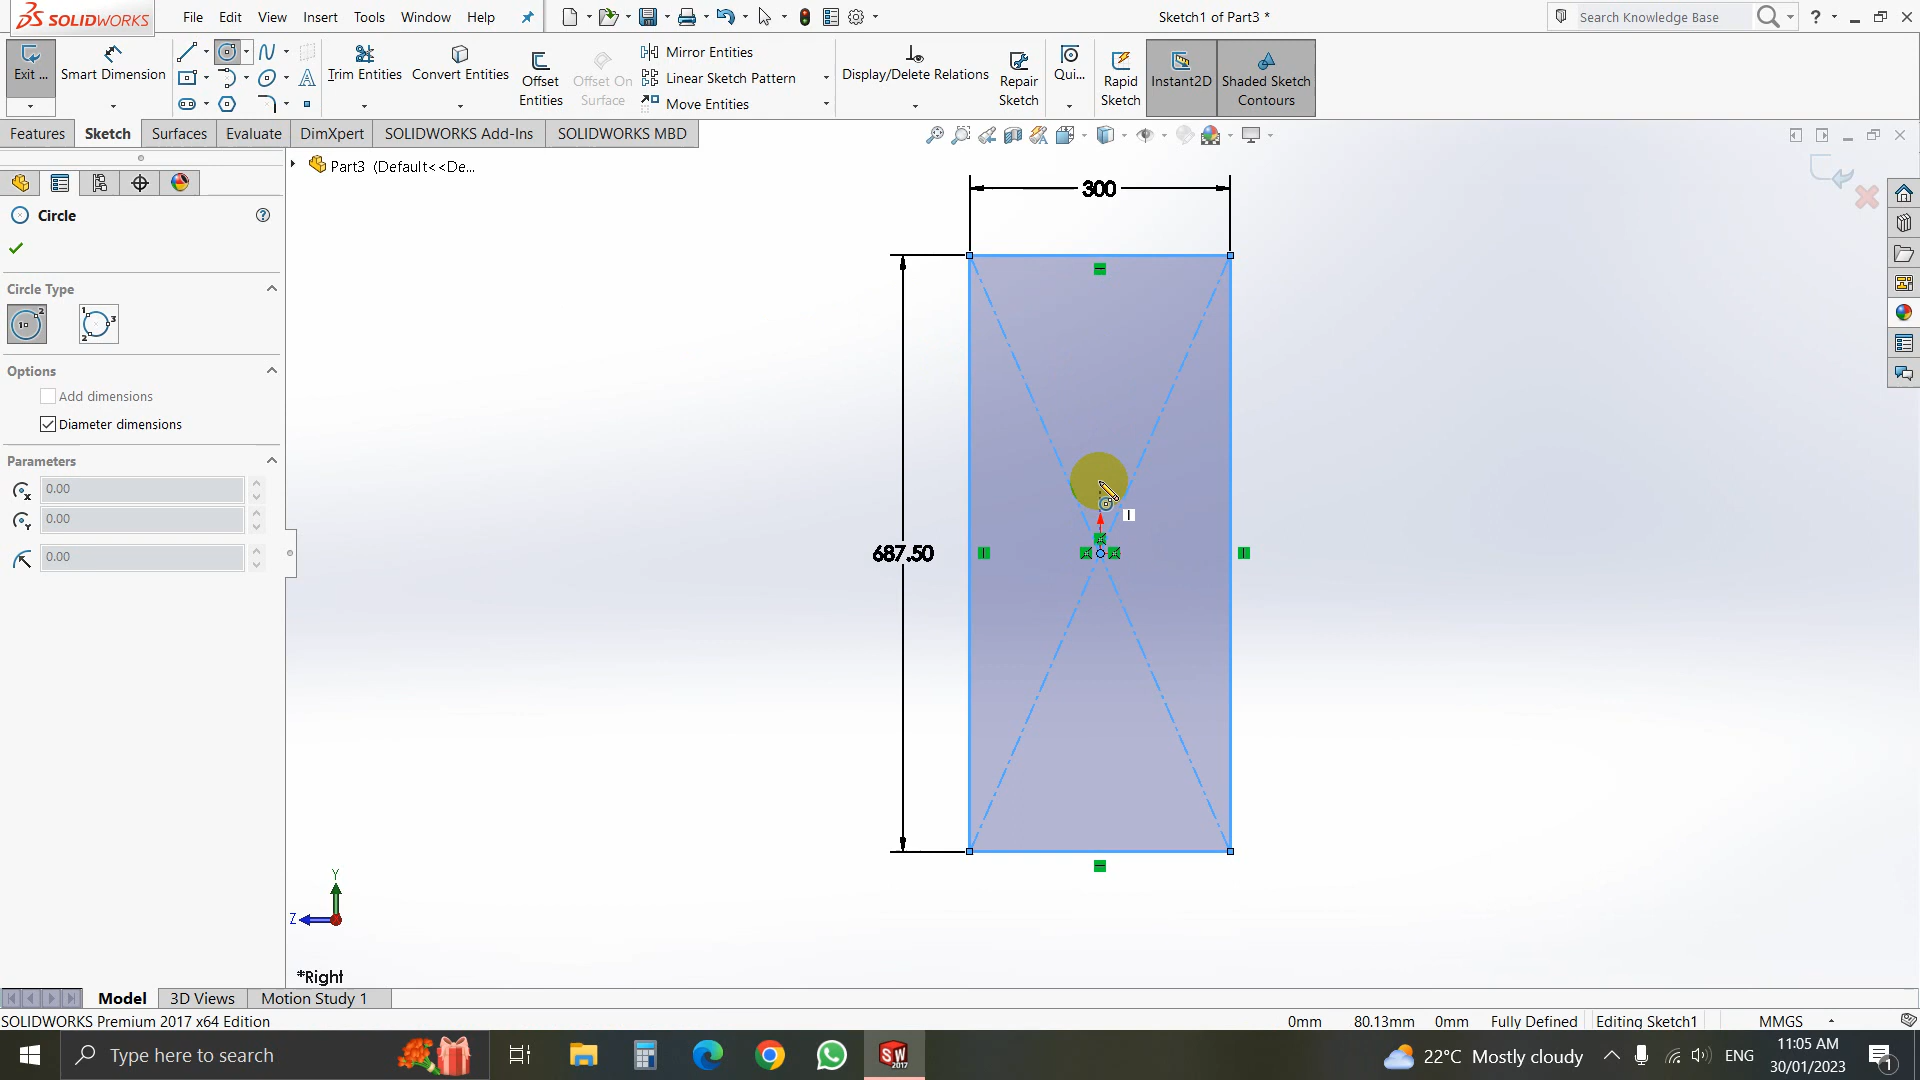 SOLIDWORKS
File Edit View Insert Tools Window Help
Sketch1 of Part3 *
Search Knowledge Base
Exit ...
Smart Dimension
Trim Entities
Convert Entities
Offset Entities
Offset On Surface
Mirror Entities
Linear Sketch Pattern
Move Entities
Display/Delete Relations
Repair Sketch
Qui...
Rapid Sketch
Instant2D
Shaded Sketch Contours
Features Sketch Surfaces Evaluate DimXpert SOLIDWORKS Add-Ins SOLIDWORKS MBD
Part3 (Default<<De...
Circle
Circle Type
Options
Add dimensions
Diameter dimensions
Parameters
0.00
0.00
0.00
300
687.50
Y
Z
*Right
Model 3D Views Motion Study 1
SOLIDWORKS Premium 2017 x64 Edition
0mm 80.13mm 0mm Fully Defined Editing Sketch1 MMGS
Type here to search
SW 2017
22°C Mostly cloudy
ENG
11:05 AM
30/01/2023
1